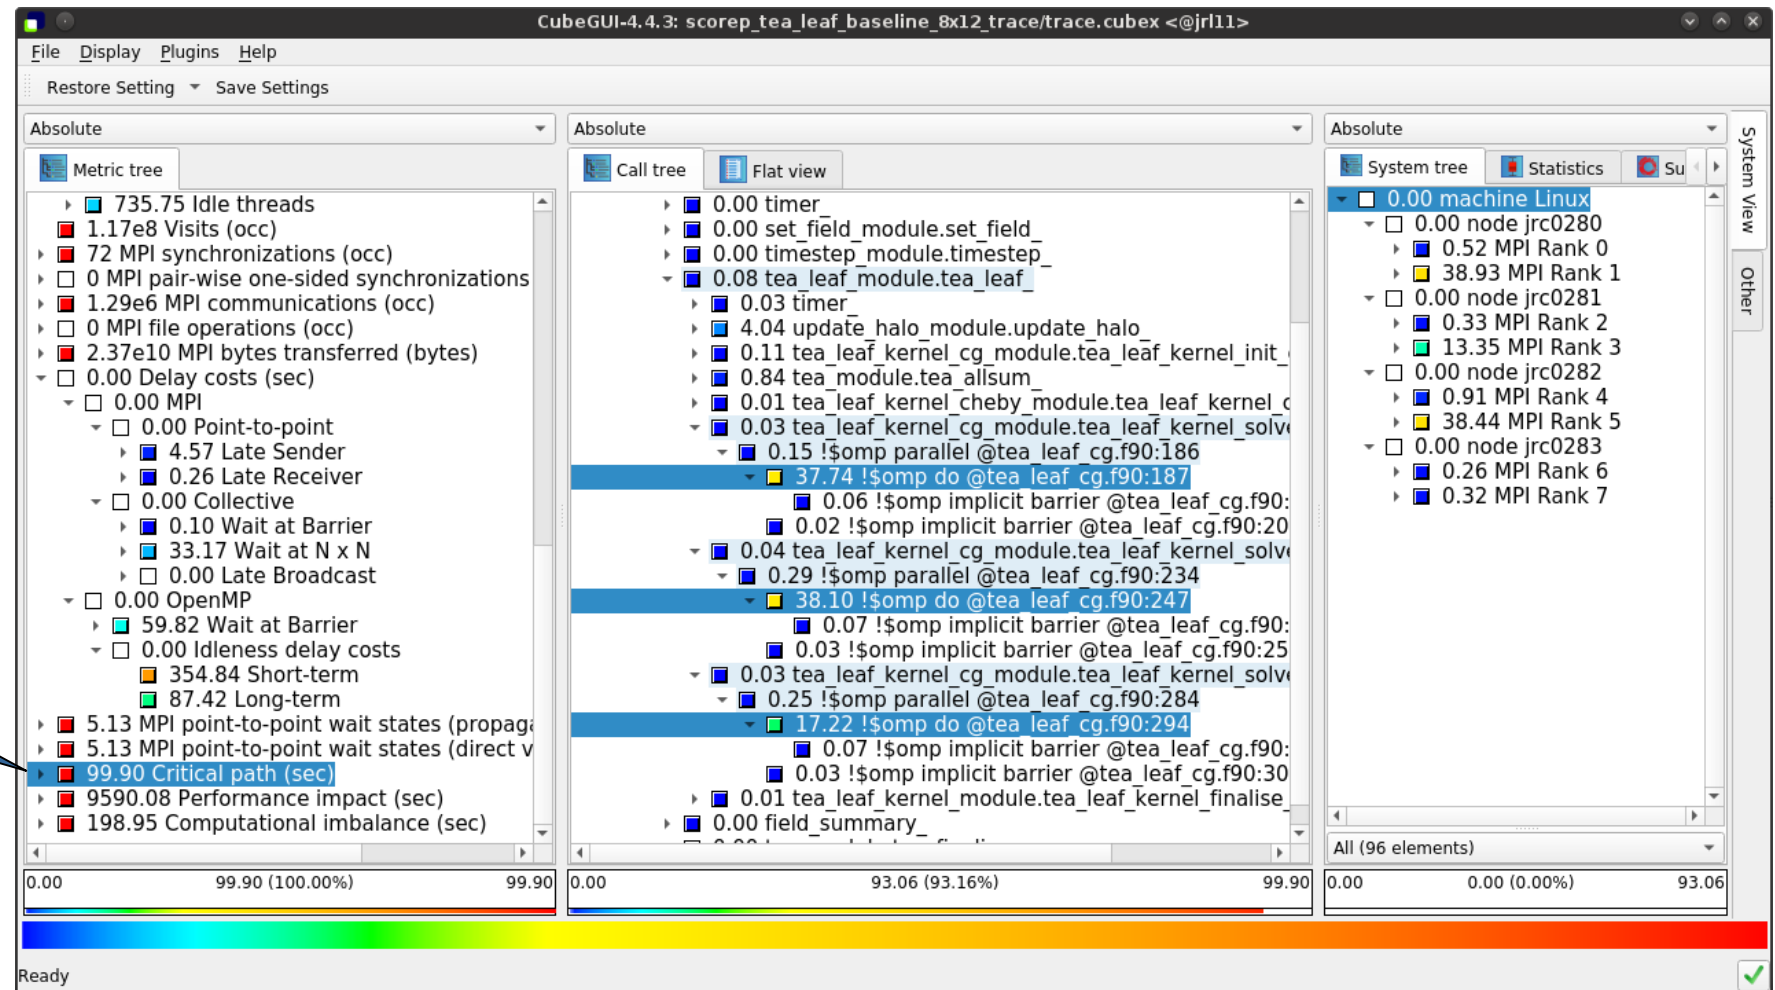 CubeGUI-4.4.3: scorep_tea_leaf_baseline_8x12_trace/trace.cubex <@jrl11>
File Display Plugins Help
Restore Setting Save Settings
Absolute
Metric tree
735.75 Idle threads
1.17e8 Visits (occ)
72 MPI synchronizations (occ)
0 MPI pair-wise one-sided synchronizations
1.29e6 MPI communications (occ)
0 MPI file operations (occ)
2.37e10 MPI bytes transferred (bytes)
0.00 Delay costs (sec)
0.00 MPI
0.00 Point-to-point
4.57 Late Sender
0.26 Late Receiver
0.00 Collective
0.10 Wait at Barrier
33.17 Wait at N x N
0.00 Late Broadcast
0.00 OpenMP
59.82 Wait at Barrier
0.00 Idleness delay costs
354.84 Short-term
87.42 Long-term
5.13 MPI point-to-point wait states (propaga
5.13 MPI point-to-point wait states (direct v
99.90 Critical path (sec)
9590.08 Performance impact (sec)
198.95 Computational imbalance (sec)
0.00 99.90 (100.00%) 99.90
Absolute
Call tree Flat view
0.00 timer_
0.00 set_field_module.set_field_
0.00 timestep_module.timestep_
0.08 tea_leaf_module.tea_leaf_
0.03 timer_
4.04 update_halo_module.update_halo_
0.11 tea_leaf_kernel_cg_module.tea_leaf_kernel_init_
0.84 tea_module.tea_allsum_
0.01 tea_leaf_kernel_cheby_module.tea_leaf_kernel_c
0.03 tea_leaf_kernel_cg_module.tea_leaf_kernel_solve
0.15 !$omp parallel @tea_leaf_cg.f90:186
37.74 !$omp do @tea_leaf_cg.f90:187
0.06 !$omp implicit barrier @tea_leaf_cg.f90:
0.02 !$omp implicit barrier @tea_leaf_cg.f90:20
0.04 tea_leaf_kernel_cg_module.tea_leaf_kernel_solve
0.29 !$omp parallel @tea_leaf_cg.f90:234
38.10 !$omp do @tea_leaf_cg.f90:247
0.07 !$omp implicit barrier @tea_leaf_cg.f90:
0.03 !$omp implicit barrier @tea_leaf_cg.f90:25
0.03 tea_leaf_kernel_cg_module.tea_leaf_kernel_solve
0.25 !$omp parallel @tea_leaf_cg.f90:284
17.22 !$omp do @tea_leaf_cg.f90:294
0.07 !$omp implicit barrier @tea_leaf_cg.f90:
0.03 !$omp implicit barrier @tea_leaf_cg.f90:30
0.01 tea_leaf_kernel_module.tea_leaf_kernel_finalise_
0.00 field_summary_
0.00 93.06 (93.16%) 99.90
Absolute
System tree Statistics Su
0.00 machine Linux
0.00 node jrc0280
0.52 MPI Rank 0
38.93 MPI Rank 1
0.00 node jrc0281
0.33 MPI Rank 2
13.35 MPI Rank 3
0.00 node jrc0282
0.91 MPI Rank 4
38.44 MPI Rank 5
0.00 node jrc0283
0.26 MPI Rank 6
0.32 MPI Rank 7
All (96 elements)
0.00 0.00 (0.00%) 93.06
System View
Other
Ready